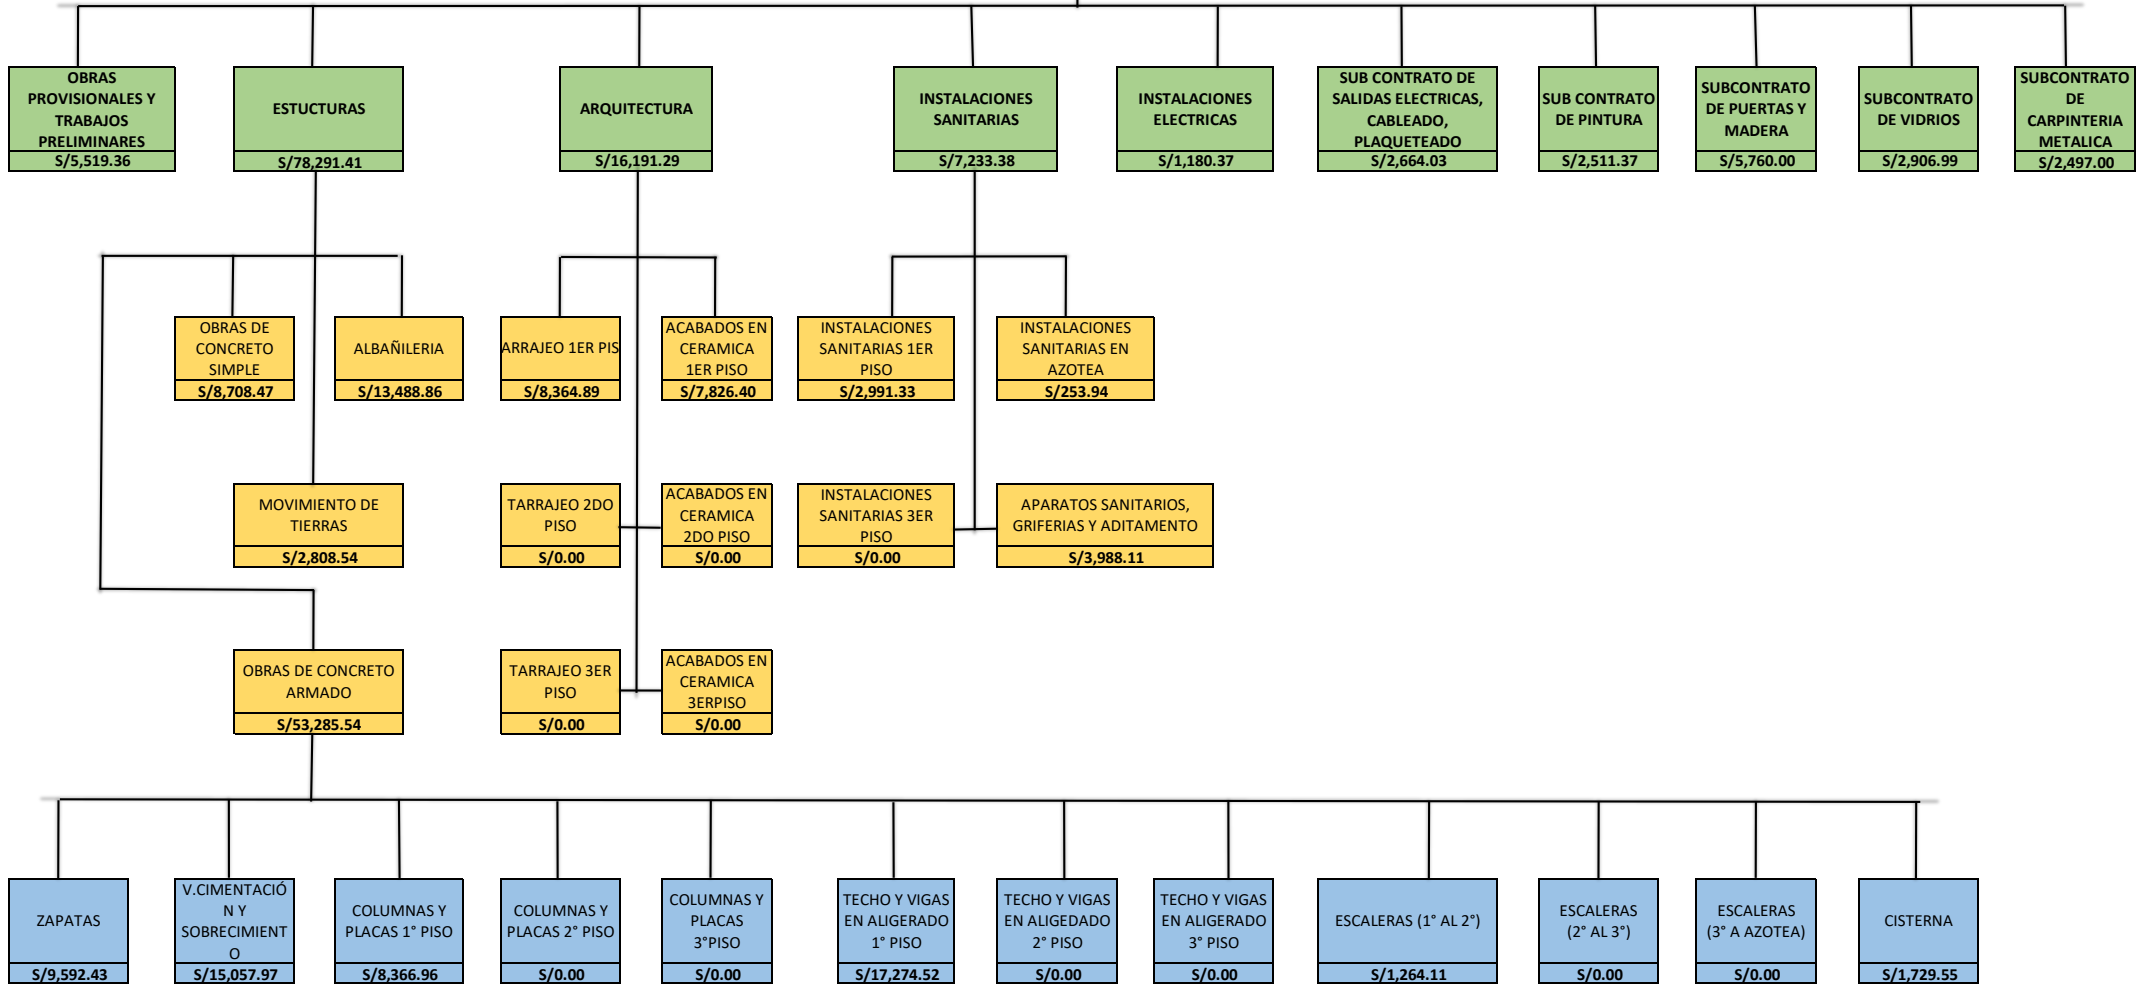 OBRAS
PROVISIONALES Y
TRABAJOS
PRELIMINARES
S/5,519.36
ESTUCTURAS
S/78,291.41
ARQUITECTURA
S/16,191.29
INSTALACIONES
SANITARIAS
S/7,233.38
INSTALACIONES
ELECTRICAS
S/1,180.37
SUB CONTRATO DE
SALIDAS ELECTRICAS,
CABLEADO,
PLAQUETEADO
S/2,664.03
SUB CONTRATO
DE PINTURA
S/2,511.37
SUBCONTRATO
DE PUERTAS Y
MADERA
S/5,760.00
SUBCONTRATO
DE VIDRIOS
S/2,906.99
SUBCONTRATO
DE
CARPINTERIA
METALICA
S/2,497.00
OBRAS DE
CONCRETO
SIMPLE
S/8,708.47
ALBAÑILERIA
S/13,488.86
ARRAJEO 1ER PIS
S/8,364.89
ACABADOS EN
CERAMICA
1ER PISO
S/7,826.40
INSTALACIONES
SANITARIAS 1ER
PISO
S/2,991.33
INSTALACIONES
SANITARIAS EN
AZOTEA
S/253.94
MOVIMIENTO DE
TIERRAS
S/2,808.54
TARRAJEO 2DO
PISO
S/0.00
ACABADOS EN
CERAMICA
2DO PISO
S/0.00
INSTALACIONES
SANITARIAS 3ER
PISO
S/0.00
APARATOS SANITARIOS,
GRIFERIAS Y ADITAMENTO
S/3,988.11
OBRAS DE CONCRETO
ARMADO
S/53,285.54
TARRAJEO 3ER
PISO
S/0.00
ACABADOS EN
CERAMICA
3ERPISO
S/0.00
ZAPATAS
S/9,592.43
V.CIMENTACIÓ
N Y
SOBRECIMIENT
O
S/15,057.97
COLUMNAS Y
PLACAS 1° PISO
S/8,366.96
COLUMNAS Y
PLACAS 2° PISO
S/0.00
COLUMNAS Y
PLACAS
3°PISO
S/0.00
TECHO Y VIGAS
EN ALIGERADO
1° PISO
S/17,274.52
TECHO Y VIGAS
EN ALIGEDADO
2° PISO
S/0.00
TECHO Y VIGAS
EN ALIGERADO
3° PISO
S/0.00
ESCALERAS (1° AL 2°)
S/1,264.11
ESCALERAS
(2° AL 3°)
S/0.00
ESCALERAS
(3° A AZOTEA)
S/0.00
CISTERNA
S/1,729.55